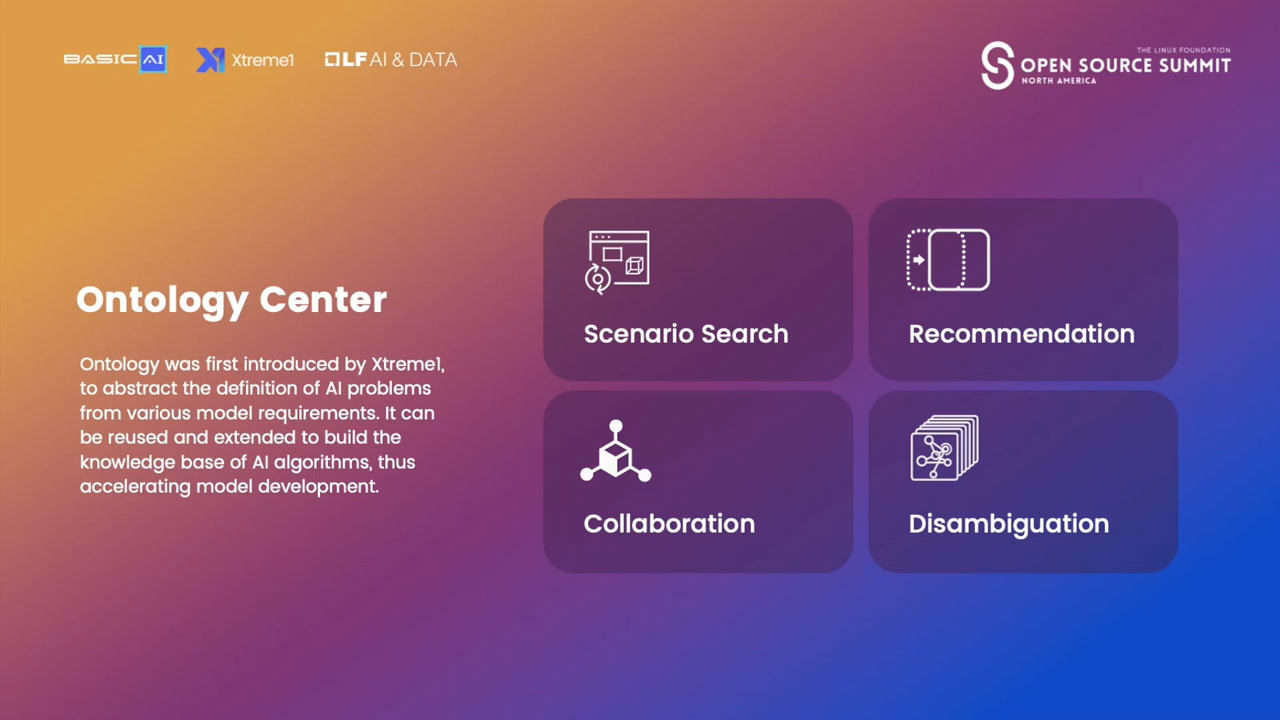 BASIC AI
Xtreme1
LF AI & DATA
THE LINUX FOUNDATION
OPEN SOURCE SUMMIT
NORTH AMERICA
Ontology Center
Ontology was first introduced by Xtreme1,
to abstract the definition of AI problems
from various model requirements. It can
be reused and extended to build the
knowledge base of AI algorithms, thus
accelerating model development.
Scenario Search
Recommendation
Collaboration
Disambiguation